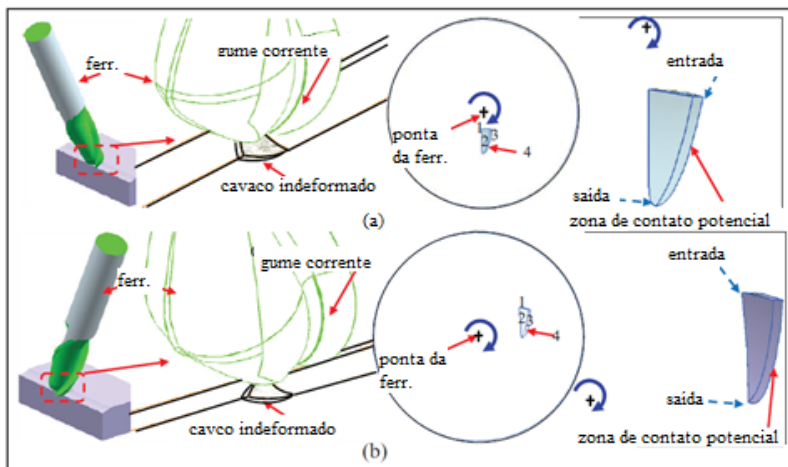 (a)
ferr.
gume corrente
cavaco indeformado
ponta
da ferr.
1
2
3
4
entrada
saída
zona de contato potencial
(b)
ferr.
gume corrente
cavco indeformado
ponta da
ferr.
1
2
3
4
entrada
saída
zona de contato potencial